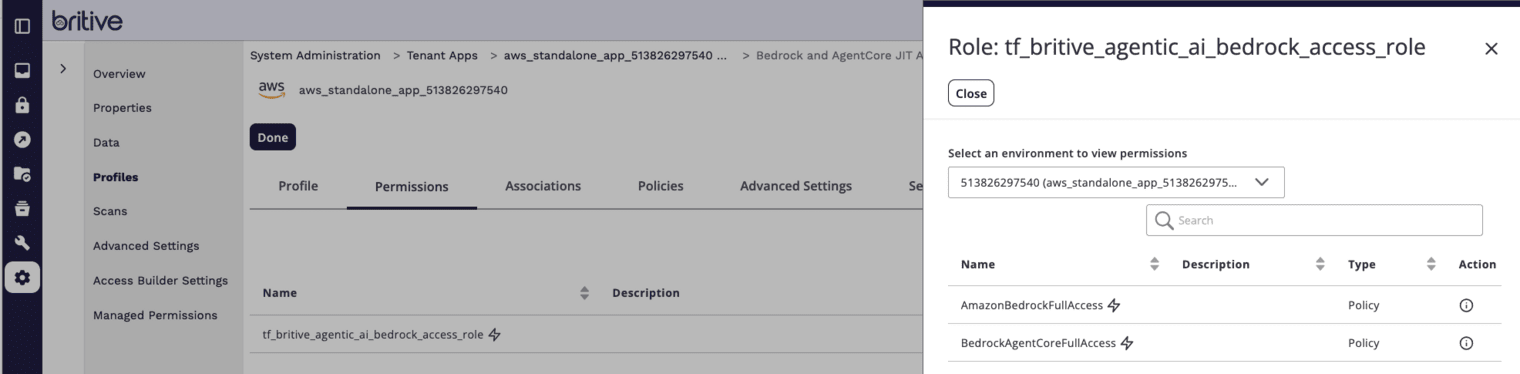 britive
Overview
Properties
Data
Profiles
Scans
Advanced Settings
Access Builder Settings
Managed Permissions
System Administration > Tenant Apps > aws_standalone_app_513826297540 ... > Bedrock and AgentCore JIT A
aws aws_standalone_app_513826297540
Done
Profile Permissions Associations Policies Advanced Settings Se
Name Description
tf_britive_agentic_ai_bedrock_access_role
Role: tf_britive_agentic_ai_bedrock_access_role
Close
Select an environment to view permissions
513826297540 (aws_standalone_app_5138262975...
Search
Name Description Type Action
AmazonBedrockFullAccess Policy
BedrockAgentCoreFullAccess Policy